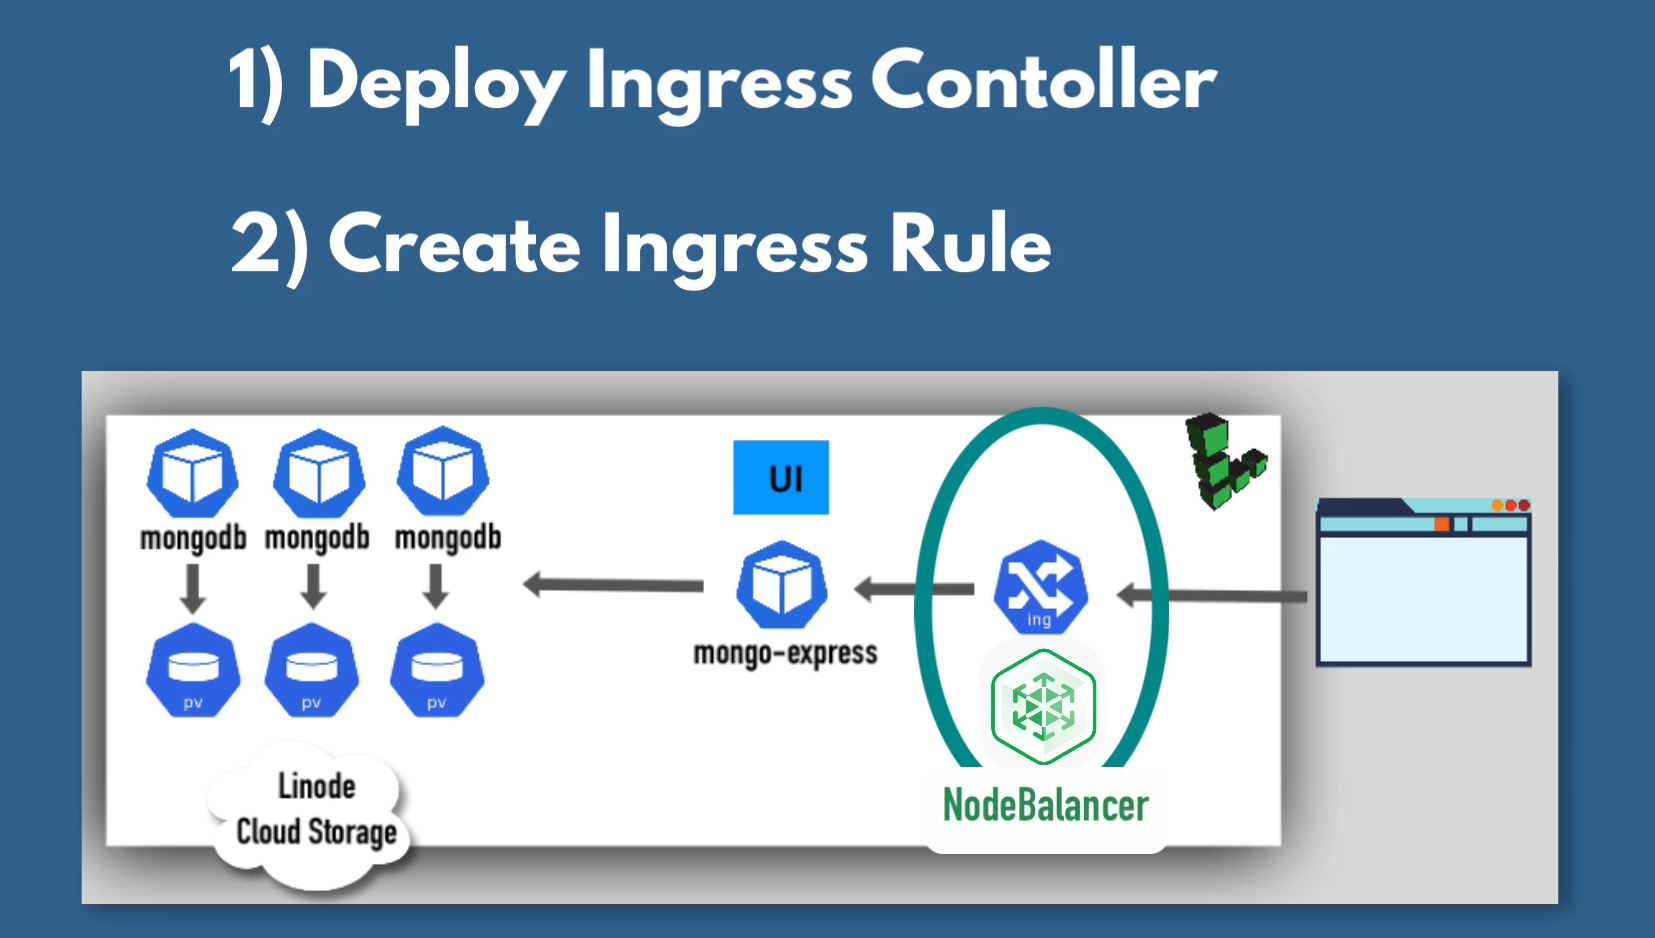 1) Deploy Ingress Contoller
2) Create Ingress Rule
mongodb mongodb mongodb
UI
mongo-express
ing
pv pv pv
Linode
Cloud Storage
NodeBalancer